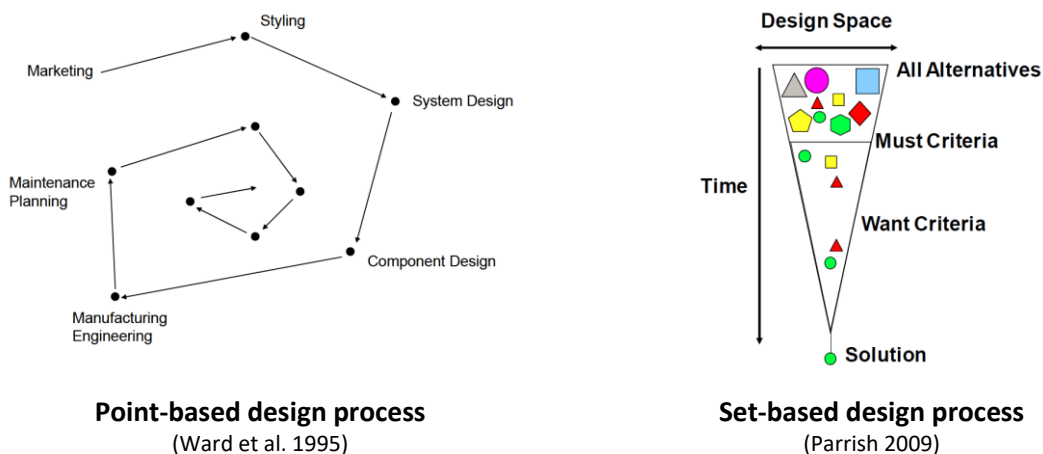 Styling
Marketing
System Design
Maintenance
Planning
Component Design
Manufacturing
Engineering
Point-based design process
(Ward et al. 1995)
Design Space
All Alternatives
Must Criteria
Time
Want Criteria
Solution
Set-based design process
(Parrish 2009)